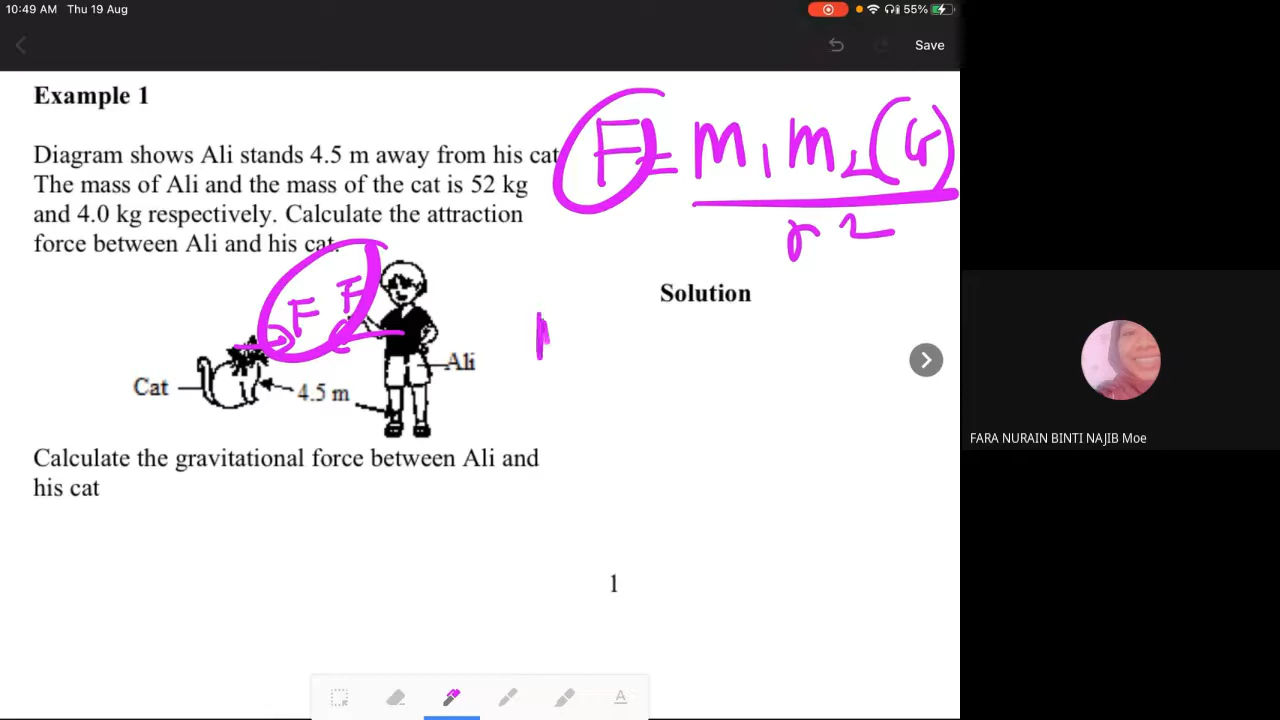 10:49 AM Thu 19 Aug
55%
Save
Example 1
F = m1 m2 (G)
r2
Diagram shows Ali stands 4.5 m away from his cat
The mass of Ali and the mass of the cat is 52 kg
and 4.0 kg respectively. Calculate the attraction
force between Ali and his cat.
Solution
F F
Ali
Cat
4.5 m
FARA NURAIN BINTI NAJIB Moe
Calculate the gravitational force between Ali and
his cat
1
A